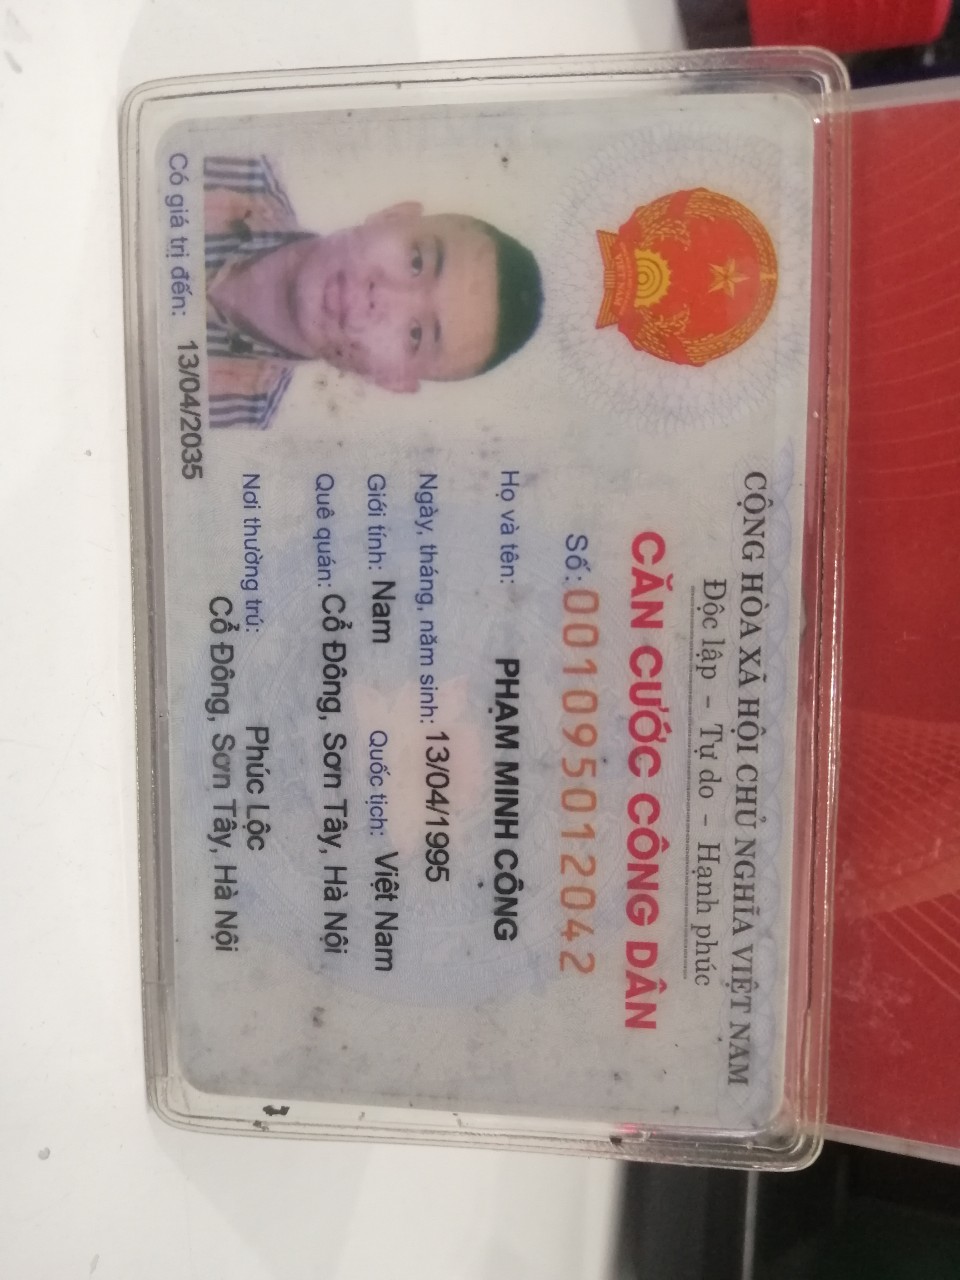 CỘNG HÒA XÃ HỘI CHỦ NGHĨA VIỆT NAM
Độc lập - Tự do - Hạnh phúc
CĂN CƯỚC CÔNG DÂN
Số: 001095012042
Họ và tên: PHẠM MINH CÔNG
Ngày, tháng, năm sinh: 13/04/1995
Giới tính: Nam Quốc tịch: Việt Nam
Quê quán: Cổ Đông, Sơn Tây, Hà Nội
Nơi thường trú: Phúc Lộc
Cổ Đông, Sơn Tây, Hà Nội
Có giá trị đến: 13/04/2035
VIỆT NAM